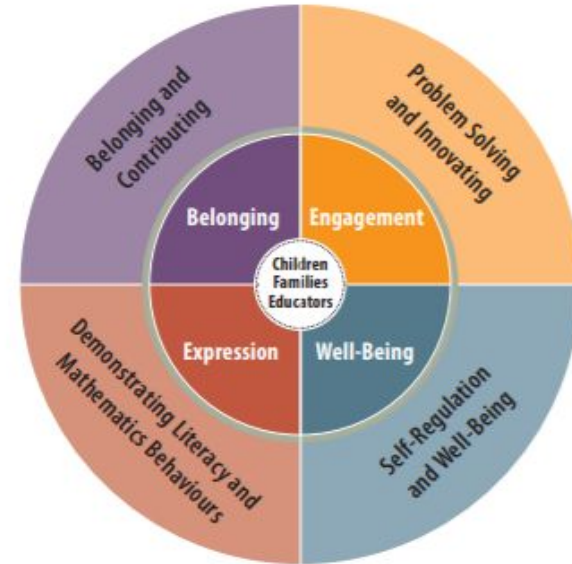 Belonging and
Contributing
Problem Solving
and Innovating
Belonging
Engagement
Children
Families
Educators
Expression
Well-Being
Demonstrating Literacy and
Mathematics Behaviours
Self-Regulation
and Well-Being